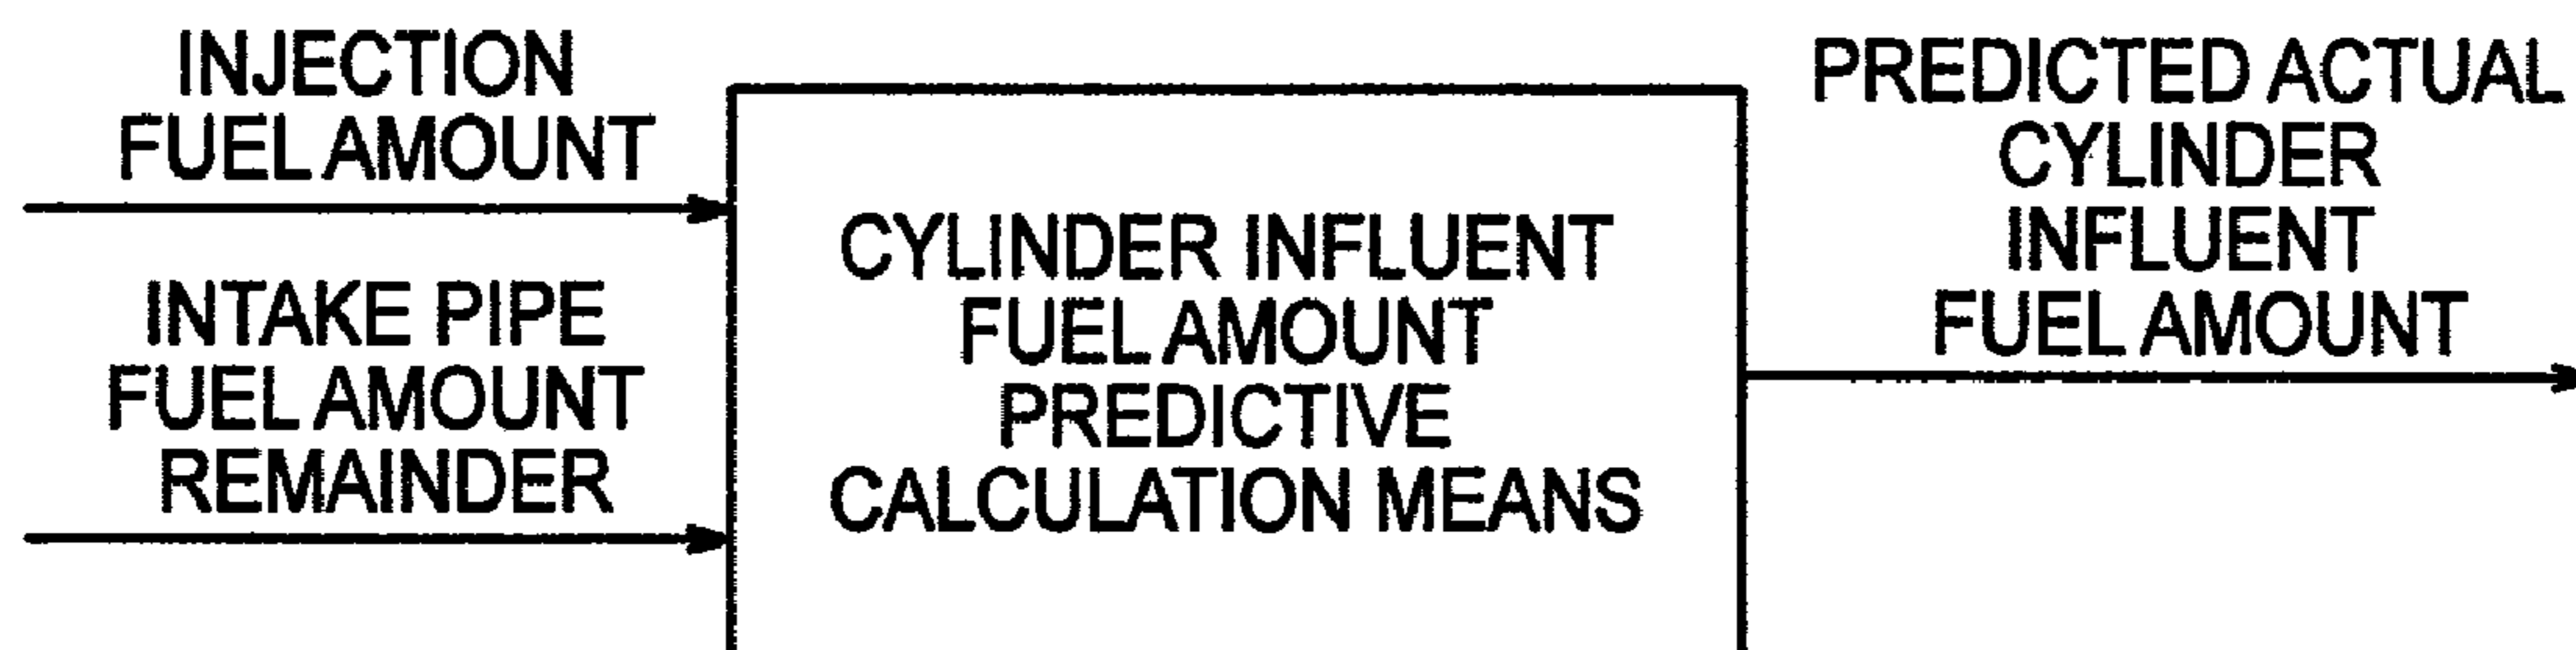 INJECTION
FUEL AMOUNT
INTAKE PIPE
FUEL AMOUNT
REMAINDER
CYLINDER INFLUENT
FUEL AMOUNT
PREDICTIVE
CALCULATION MEANS
PREDICTED ACTUAL
CYLINDER
INFLUENT
FUEL AMOUNT